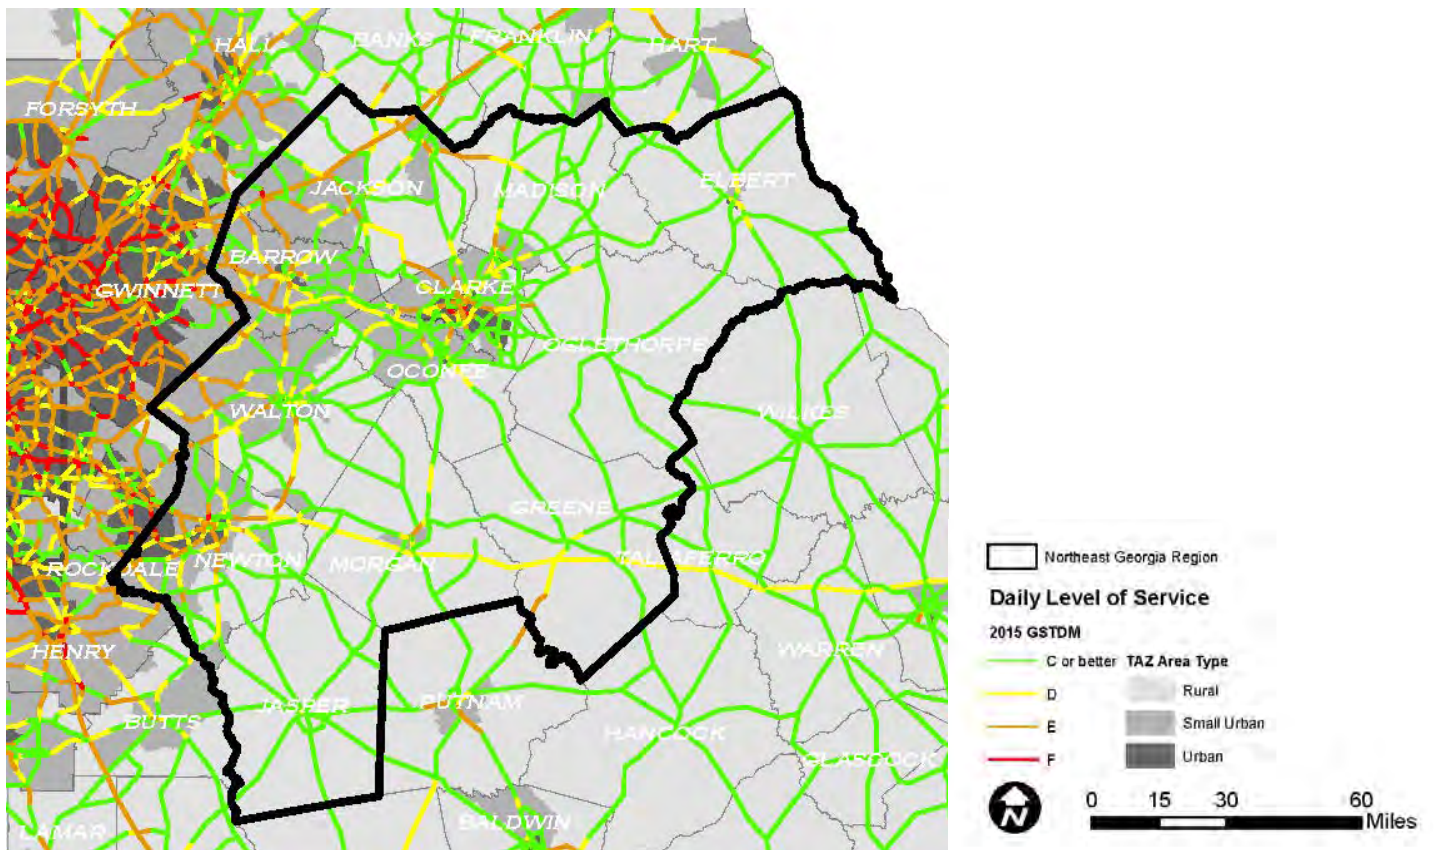 HALL
BANKS
FRANKLIN
HART
FORSYTH
JACKSON
MADISON
ELBERT
BARROW
CLARKE
GWINNETT
OGLETHORPE
OCONEE
WALTON
WILKES
GREENE
NEWTON
MORGAN
TALIAFERRO
ROCKDALE
HENRY
WARREN
JASPER
PUTNAM
BUTTS
HANCOCK
GLASCOCK
LAMAR
BALDWIN
Northeast Georgia Region
Daily Level of Service
2015 GSTDM
C or better TAZ Area Type
D Rural
E Small Urban
F Urban
N
0 15 30 60
Miles